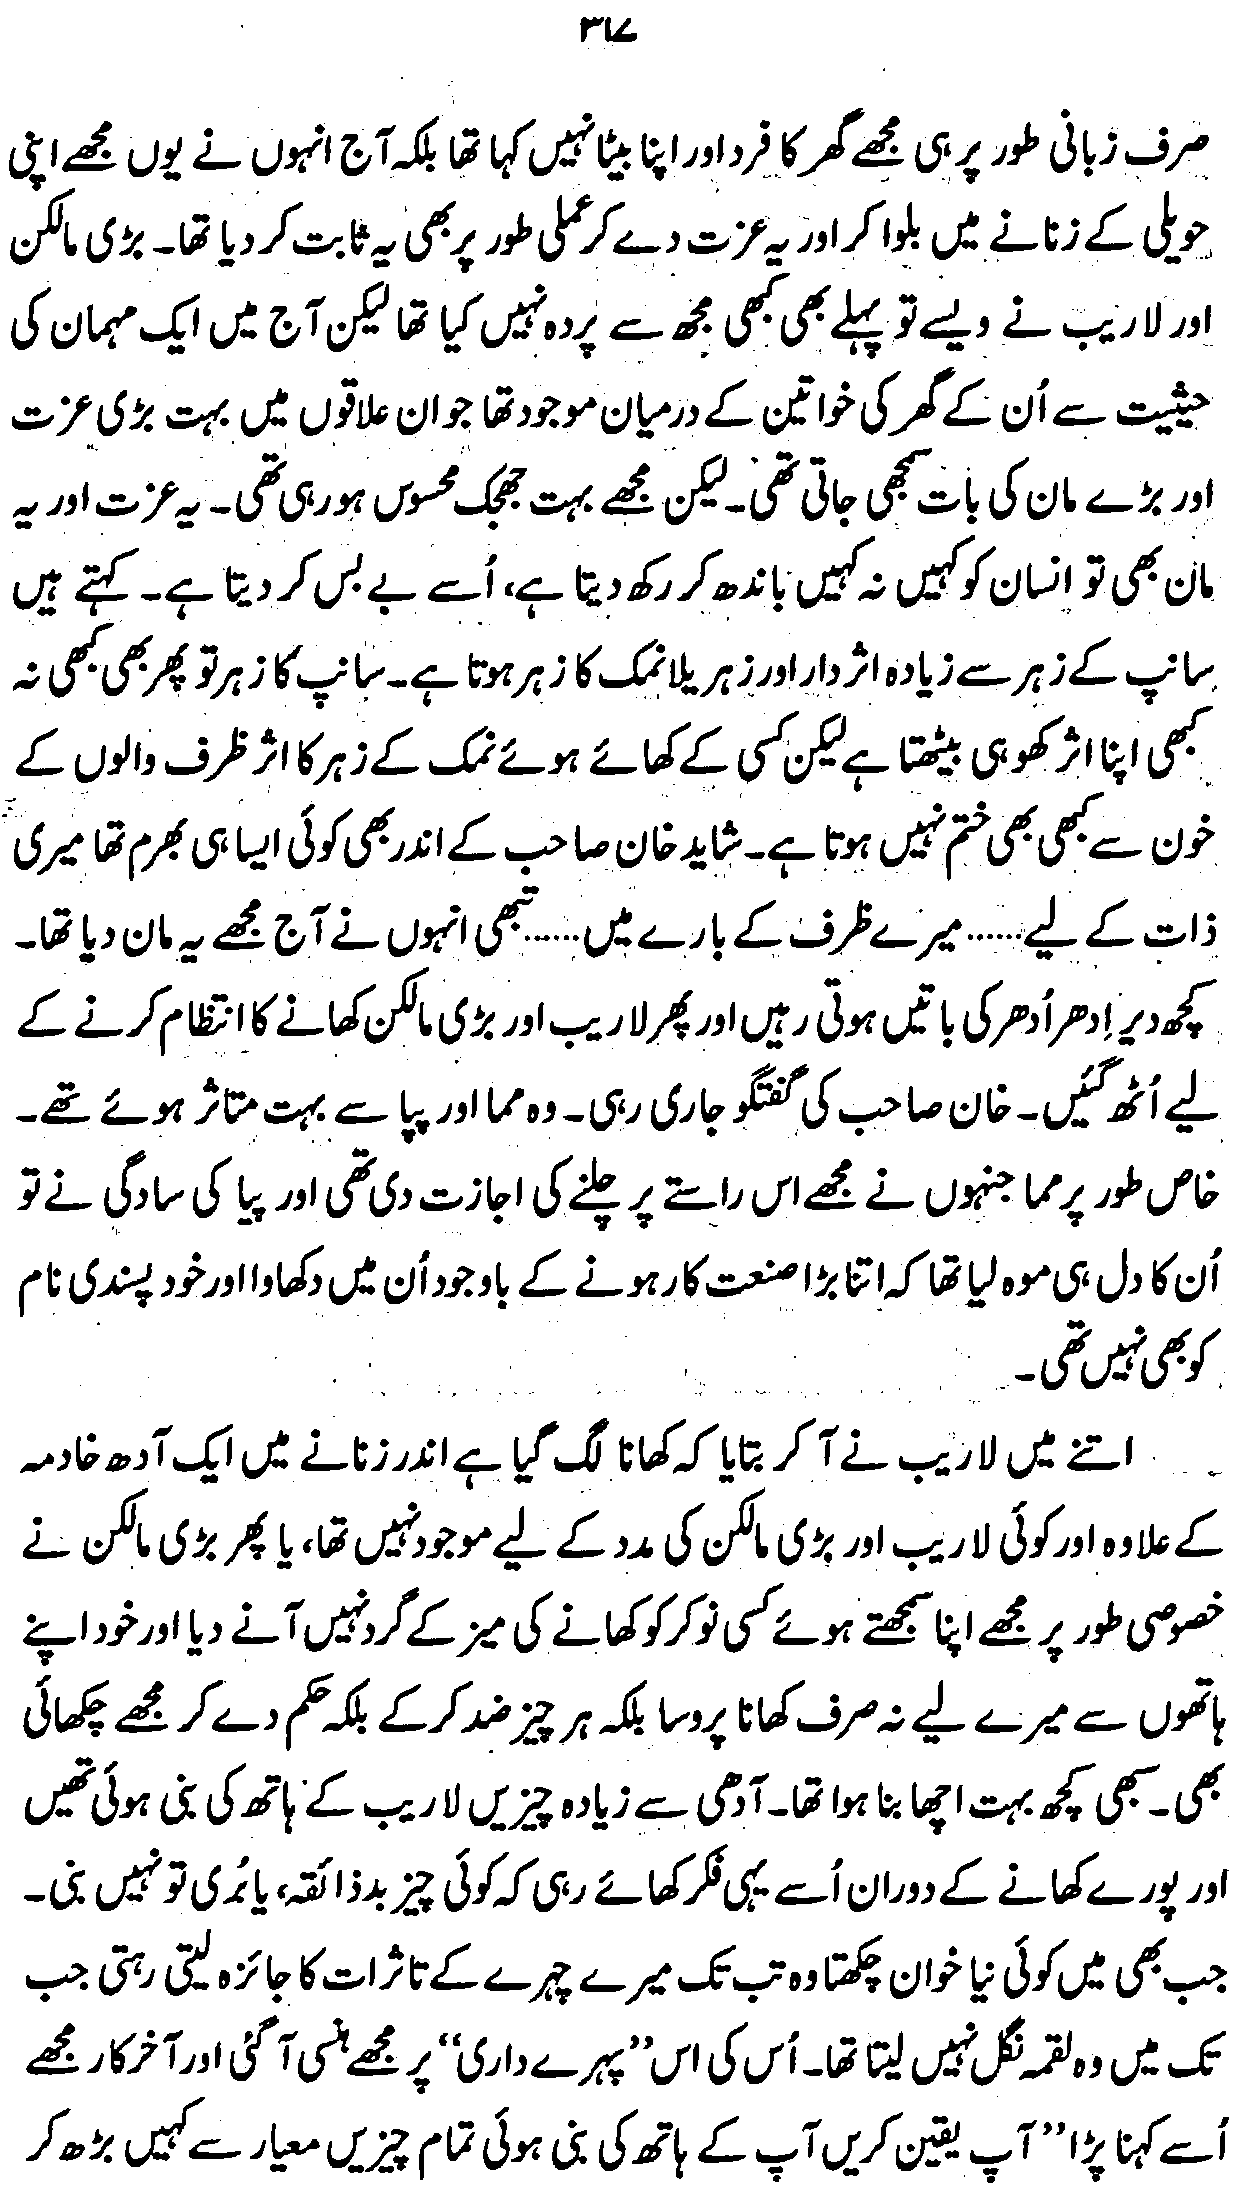 ۳۱۷
صرف زبانی طور پر ہی مجھے گھر کا فرد اور اپنا بیٹا نہیں کہا تھا بلکہ آج انہوں نے یوں مجھے اپنی
حویلی کے زنانے میں بلوا کر اور یہ عزت دے کر عملی طور پر بھی یہ ثابت کر دیا تھا۔ بڑی مالکن
اور لاریب نے ویسے تو پہلے بھی کبھی مجھ سے پردہ نہیں کیا تھا لیکن آج میں ایک مہمان کی
حیثیت سے اُن کے گھر کی خواتین کے درمیان موجود تھا جو ان علاقوں میں بہت بڑی عزت
اور بڑے مان کی بات سمجھی جاتی تھی۔ لیکن مجھے بہت جھجک محسوس ہو رہی تھی۔ یہ عزت اور یہ
مان بھی تو انسان کو کہیں نہ کہیں باندھ کر رکھ دیتا ہے، اُسے بے بس کر دیتا ہے۔ کہتے ہیں
سانپ کے زہر سے زیادہ اثر دار اور زہریلا نمک کا زہر ہوتا ہے۔ سانپ کا زہر تو پھر بھی کبھی نہ
کبھی اپنا اثر کھو ہی بیٹھتا ہے لیکن کسی کے کھائے ہوئے نمک کے زہر کا اثر ظرف والوں کے
خون سے کبھی بھی ختم نہیں ہوتا ہے۔ شاید خان صاحب کے اندر بھی کوئی ایسا ہی بھرم تھا میری
ذات کے لیے...... میرے ظرف کے بارے میں...... تبھی انہوں نے آج مجھے یہ مان دیا تھا۔
کچھ دیر اِدھر اُدھر کی باتیں ہوتی رہیں اور پھر لاریب اور بڑی مالکن کھانے کا انتظام کرنے کے
لیے اُٹھ گئیں۔ خان صاحب کی گفتگو جاری رہی۔ وہ مما اور پپا سے بہت متاثر ہوئے تھے۔
خاص طور پر مما جنہوں نے مجھے اس راستے پر چلنے کی اجازت دی تھی اور پپا کی سادگی نے تو
اُن کا دل ہی موہ لیا تھا کہ اتنا بڑا صنعت کار ہونے کے باوجود اُن میں دکھاوا اور خود پسندی نام
کو بھی نہیں تھی۔
اتنے میں لاریب نے آ کر بتایا کہ کھانا لگ گیا ہے اندر زنانے میں ایک آدھ خادمہ
کے علاوہ اور کوئی لاریب اور بڑی مالکن کی مدد کے لیے موجود نہیں تھا، یا پھر بڑی مالکن نے
خصوصی طور پر مجھے اپنا سمجھتے ہوئے کسی نوکر کو کھانے کی میز کے گرد نہیں آنے دیا اور خود اپنے
ہاتھوں سے میرے لیے نہ صرف کھانا پروسا بلکہ ہر چیز ضد کر کے بلکہ حکم دے کر مجھے چکھائی
بھی۔ سبھی کچھ بہت اچھا بنا ہوا تھا۔ آدھی سے زیادہ چیزیں لاریب کے ہاتھ کی بنی ہوئی تھیں
اور پورے کھانے کے دوران اُسے یہی فکر کھائے رہی کہ کوئی چیز بدذائقہ، یا بُری تو نہیں بنی۔
جب بھی میں کوئی نیا خوان چکھتا وہ تب تک میرے چہرے کے تاثرات کا جائزہ لیتی رہتی جب
تک میں وہ لقمہ نگل نہیں لیتا تھا۔ اُس کی اس ”پہرے داری“ پر مجھے ہنسی آ گئی اور آخر کار مجھے
اُسے کہنا پڑا ”آپ یقین کریں آپ کے ہاتھ کی بنی ہوئی تمام چیزیں معیار سے کہیں بڑھ کر